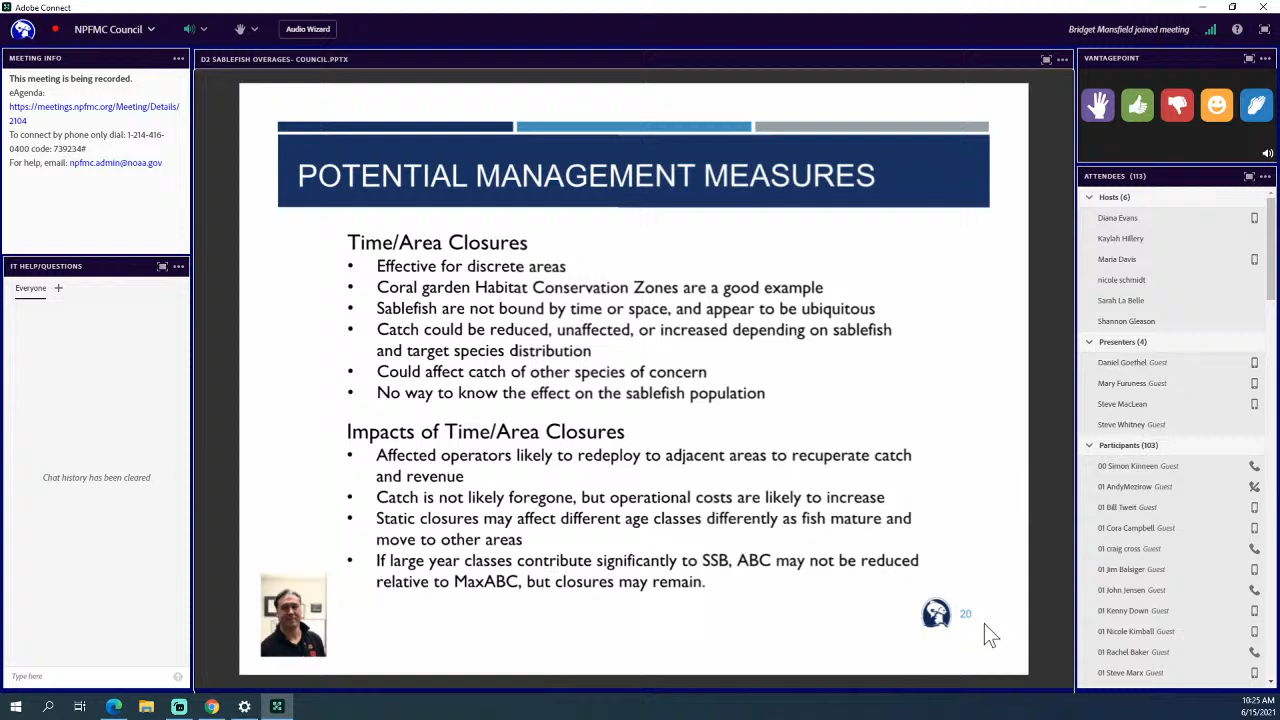 Adobe Connect
NPFMC Council
Audio Wizard
Bridget Mansfield joined meeting
MEETING INFO
This meeting is being recorded.
eAgenda:
https://meetings.npfmc.org/Meeting/Details/
2104
To connect by phone only dial: 1-214-416-
0400 code: 739234#
For help, email: npfmc.admin@noaa.gov
IT HELP/QUESTIONS
Everyone
Chat history has been cleared
Type here
D2 SABLEFISH OVERAGES- COUNCIL.PPTX
POTENTIAL MANAGEMENT MEASURES
Time/Area Closures
• Effective for discrete areas
• Coral garden Habitat Conservation Zones are a good example
• Sablefish are not bound by time or space, and appear to be ubiquitous
• Catch could be reduced, unaffected, or increased depending on sablefish
and target species distribution
• Could affect catch of other species of concern
• No way to know the effect on the sablefish population
Impacts of Time/Area Closures
• Affected operators likely to redeploy to adjacent areas to recuperate catch
and revenue
• Catch is not likely foregone, but operational costs are likely to increase
• Static closures may affect different age classes differently as fish mature and
move to other areas
• If large year classes contribute significantly to SSB, ABC may not be reduced
relative to MaxABC, but closures may remain.
20
VANTAGEPOINT
ATTENDEES (113)
Hosts (6)
Diana Evans
Kaylah Hillery
Maria Davis
nicole schmidt
Sarah La Belle
Shannon Gleason
Presenters (4)
Daniel Goethel Guest
Mary Furuness Guest
Steve MacLean
Steve Whitney Guest
Participants (103)
00 Simon Kinneen Guest
01 AndyMezirow Guest
01 Bill Tweit Guest
01 Cora Campbell Guest
01 craig cross Guest
01 Jim Balsiger Guest
01 John Jensen Guest
01 Kenny Down Guest
01 Nicole Kimball Guest
01 Rachel Baker Guest
01 Steve Marx Guest
10:25 AM
6/15/2021